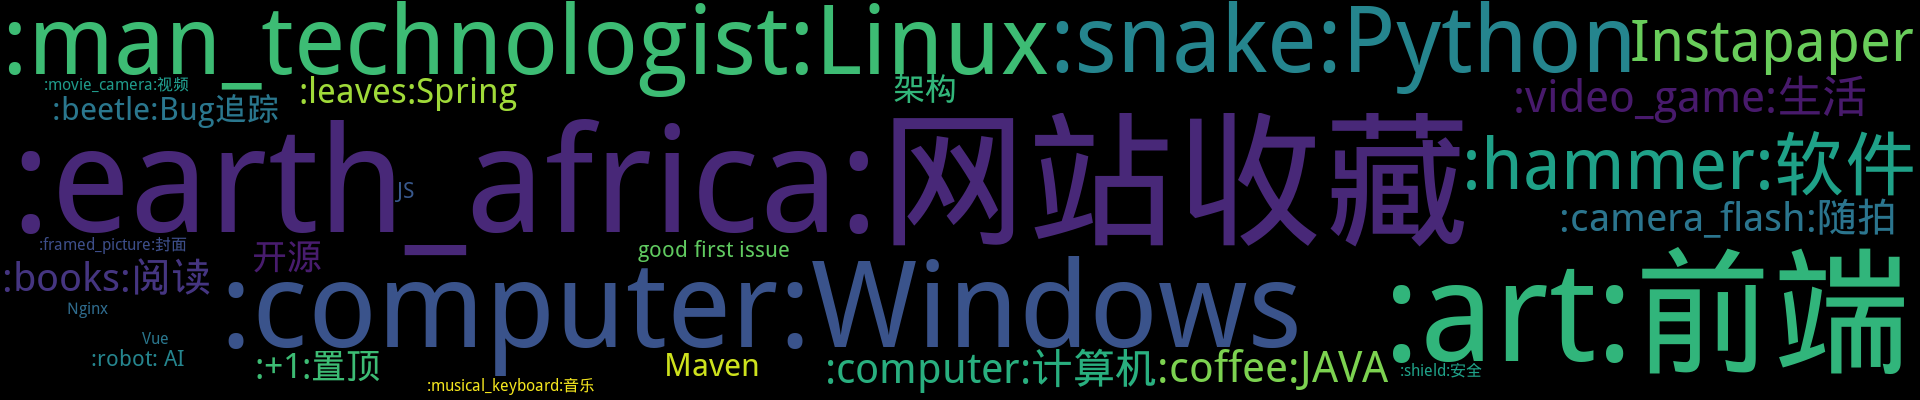 :man_technologist:Linux
:snake:Python
Instapaper
:movie_camera:视频
:beetle:Bug追踪
:leaves:Spring
架构
:video_game:生活
:earth_africa:网站收藏
:hammer:软件
JS
:camera_flash:随拍
:framed_picture:封面
开源
good first issue
:books:阅读
:computer:Windows
:art:前端
Nginx
Vue
:robot: AI
:+1:置顶
Maven
:computer:计算机
:coffee:JAVA
:shield:安全
:musical_keyboard:音乐